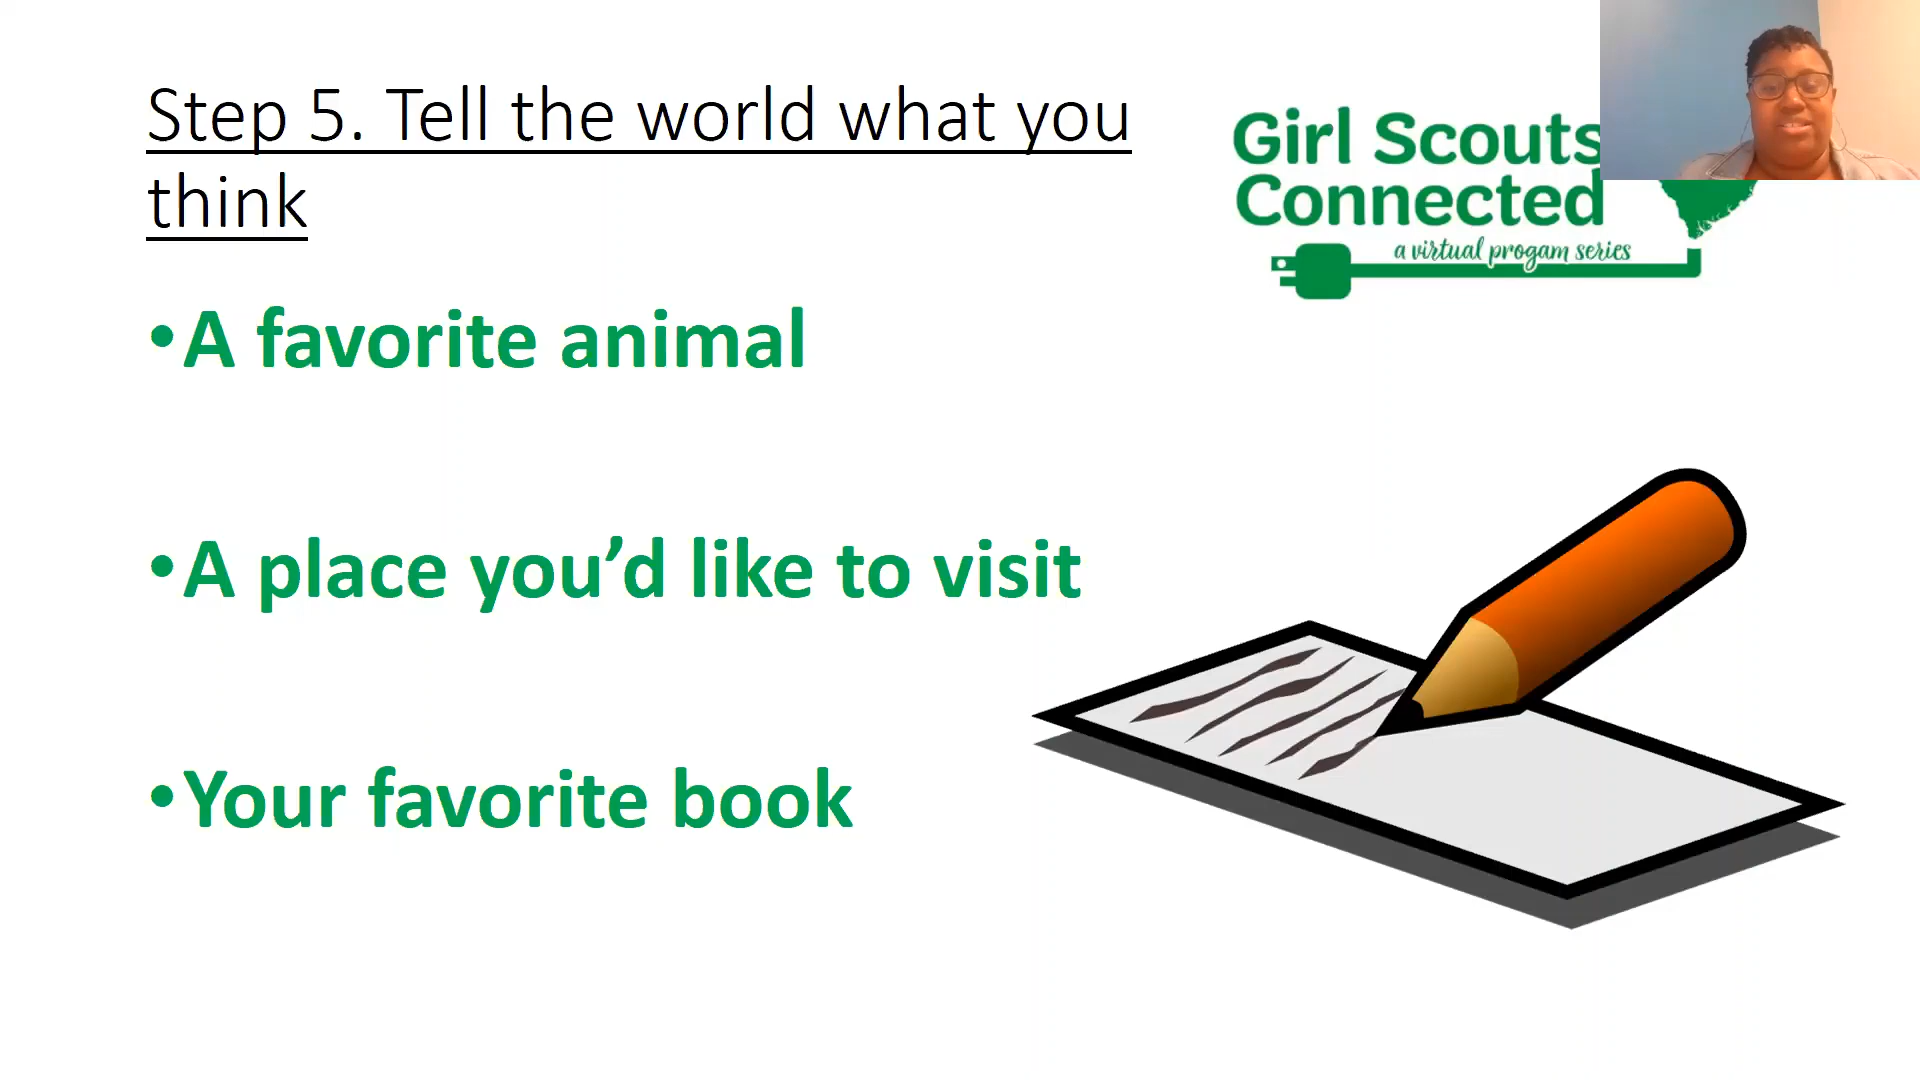 Step 5. Tell the world what you
think
Girl Scouts
Connected
a virtual progam series
•A favorite animal
•A place you’d like to visit
•Your favorite book